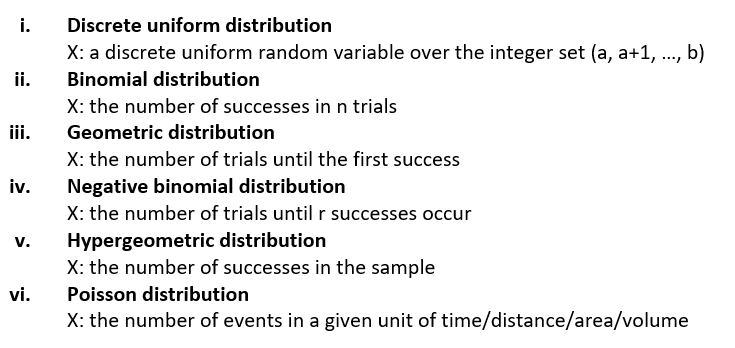 i. Discrete uniform distribution
X: a discrete uniform random variable over the integer set (a, a+1, ..., b)
ii. Binomial distribution
X: the number of successes in n trials
iii. Geometric distribution
X: the number of trials until the first success
iv. Negative binomial distribution
X: the number of trials until r successes occur
v. Hypergeometric distribution
X: the number of successes in the sample
vi. Poisson distribution
X: the number of events in a given unit of time/distance/area/volume